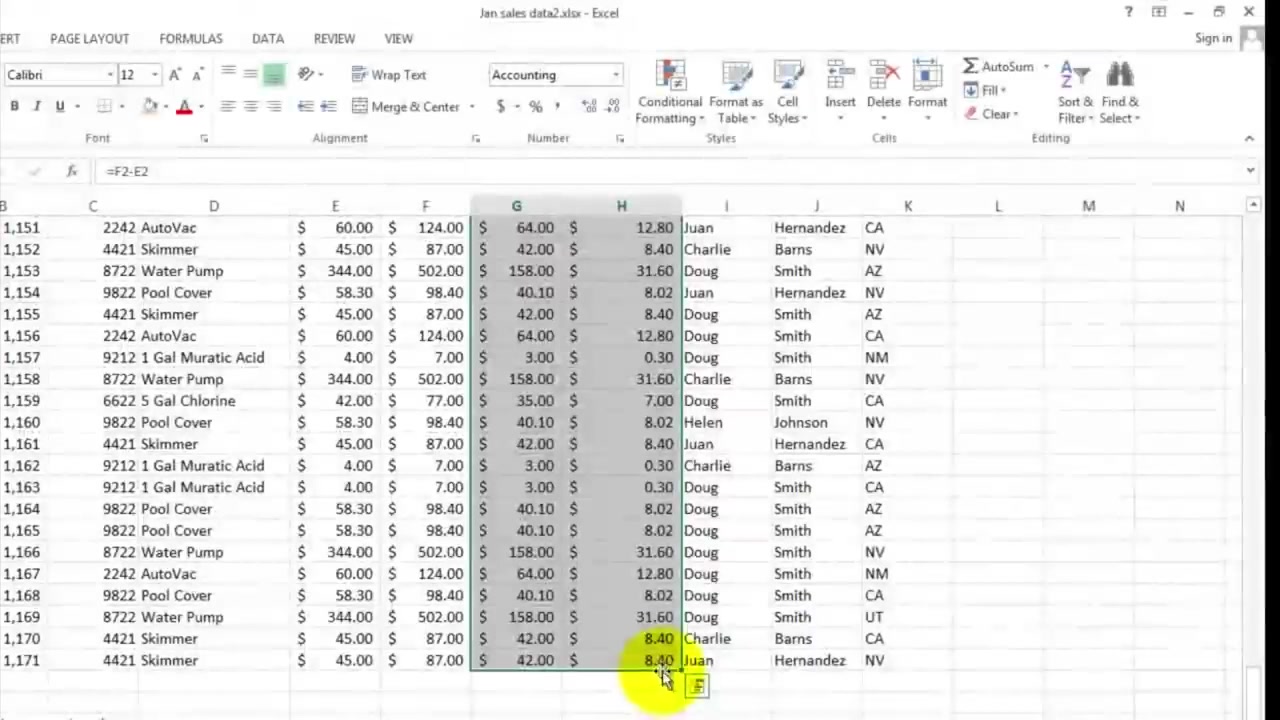 Jan sales data2.xlsx - Excel
?
Sign in
ERT PAGE LAYOUT FORMULAS DATA REVIEW VIEW
Calibri 12 A A Wrap Text Accounting Conditional Formatting Format as Table Cell Styles Insert Delete Format AutoSum Fill Clear Sort & Filter Find & Select
B I U A Merge & Center $ % ,
Font Alignment Number Styles Cells Editing
fx =F2-E2
B C D E F G H I J K L M N
1,151 2242 AutoVac $ 60.00 $ 124.00 $ 64.00 $ 12.80 Juan Hernandez CA
1,152 4421 Skimmer $ 45.00 $ 87.00 $ 42.00 $ 8.40 Charlie Barns NV
1,153 8722 Water Pump $ 344.00 $ 502.00 $ 158.00 $ 31.60 Doug Smith AZ
1,154 9822 Pool Cover $ 58.30 $ 98.40 $ 40.10 $ 8.02 Juan Hernandez NV
1,155 4421 Skimmer $ 45.00 $ 87.00 $ 42.00 $ 8.40 Doug Smith AZ
1,156 2242 AutoVac $ 60.00 $ 124.00 $ 64.00 $ 12.80 Doug Smith CA
1,157 9212 1 Gal Muratic Acid $ 4.00 $ 7.00 $ 3.00 $ 0.30 Doug Smith NM
1,158 8722 Water Pump $ 344.00 $ 502.00 $ 158.00 $ 31.60 Charlie Barns NV
1,159 6622 5 Gal Chlorine $ 42.00 $ 77.00 $ 35.00 $ 7.00 Doug Smith CA
1,160 9822 Pool Cover $ 58.30 $ 98.40 $ 40.10 $ 8.02 Helen Johnson NV
1,161 4421 Skimmer $ 45.00 $ 87.00 $ 42.00 $ 8.40 Juan Hernandez CA
1,162 9212 1 Gal Muratic Acid $ 4.00 $ 7.00 $ 3.00 $ 0.30 Charlie Barns AZ
1,163 9212 1 Gal Muratic Acid $ 4.00 $ 7.00 $ 3.00 $ 0.30 Doug Smith CA
1,164 9822 Pool Cover $ 58.30 $ 98.40 $ 40.10 $ 8.02 Doug Smith AZ
1,165 9822 Pool Cover $ 58.30 $ 98.40 $ 40.10 $ 8.02 Doug Smith AZ
1,166 8722 Water Pump $ 344.00 $ 502.00 $ 158.00 $ 31.60 Doug Smith NV
1,167 2242 AutoVac $ 60.00 $ 124.00 $ 64.00 $ 12.80 Doug Smith NM
1,168 9822 Pool Cover $ 58.30 $ 98.40 $ 40.10 $ 8.02 Doug Smith CA
1,169 8722 Water Pump $ 344.00 $ 502.00 $ 158.00 $ 31.60 Doug Smith UT
1,170 4421 Skimmer $ 45.00 $ 87.00 $ 42.00 $ 8.40 Charlie Barns CA
1,171 4421 Skimmer $ 45.00 $ 87.00 $ 42.00 $ 8.40 Juan Hernandez NV